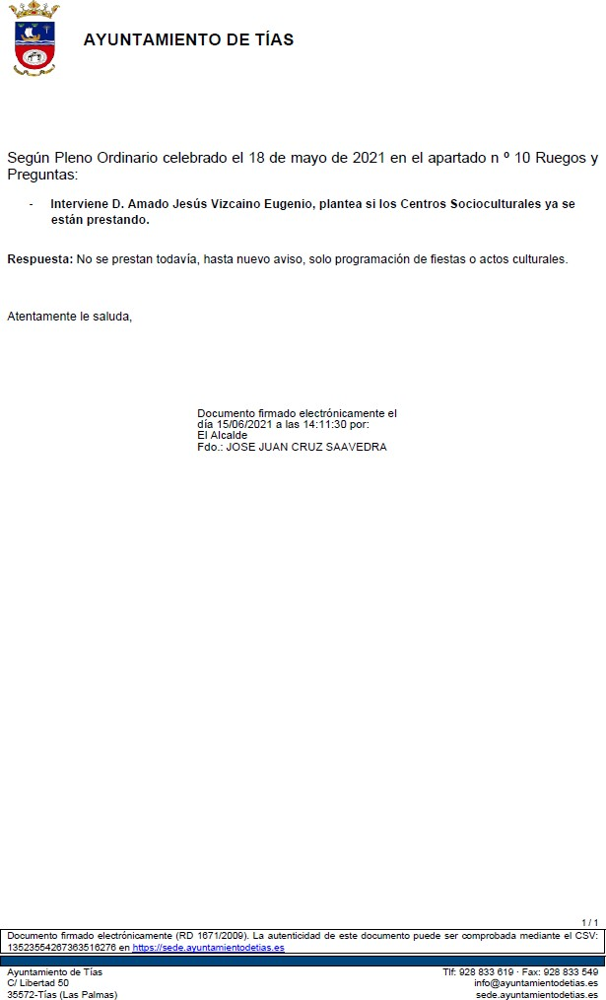 AYUNTAMIENTO DE TÍAS
Según Pleno Ordinario celebrado el 18 de mayo de 2021 en el apartado n º 10 Ruegos y
Preguntas:
- Interviene D. Amado Jesús Vizcaino Eugenio, plantea si los Centros Socioculturales ya se
están prestando.
Respuesta: No se prestan todavía, hasta nuevo aviso, solo programación de fiestas o actos culturales.
Atentamente le saluda,
Documento firmado electrónicamente el
día 15/06/2021 a las 14:11:30 por:
El Alcalde
Fdo.: JOSE JUAN CRUZ SAAVEDRA
1 / 1
Documento firmado electrónicamente (RD 1671/2009). La autenticidad de este documento puede ser comprobada mediante el CSV:
13523554267363516276 en https://sede.ayuntamientodetias.es
Ayuntamiento de Tías
C/ Libertad 50
35572-Tías (Las Palmas)
Tlf: 928 833 619 · Fax: 928 833 549
info@ayuntamientodetias.es
sede.ayuntamientodetias.es